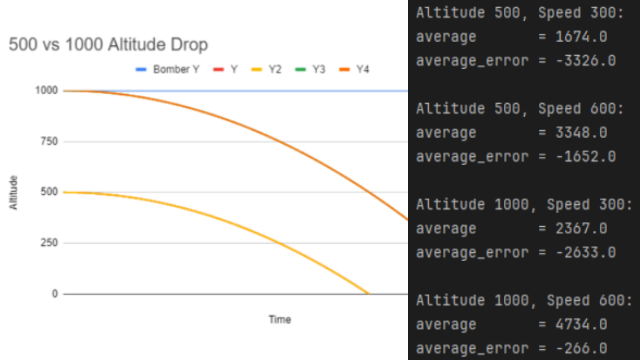 500 vs 1000 Altitude Drop
Bomber Y Y Y2 Y3 Y4
1000
750
500
250
0
Altitude
Time
Altitude 500, Speed 300:
average = 1674.0
average_error = -3326.0
Altitude 500, Speed 600:
average = 3348.0
average_error = -1652.0
Altitude 1000, Speed 300:
average = 2367.0
average_error = -2633.0
Altitude 1000, Speed 600:
average = 4734.0
average_error = -266.0